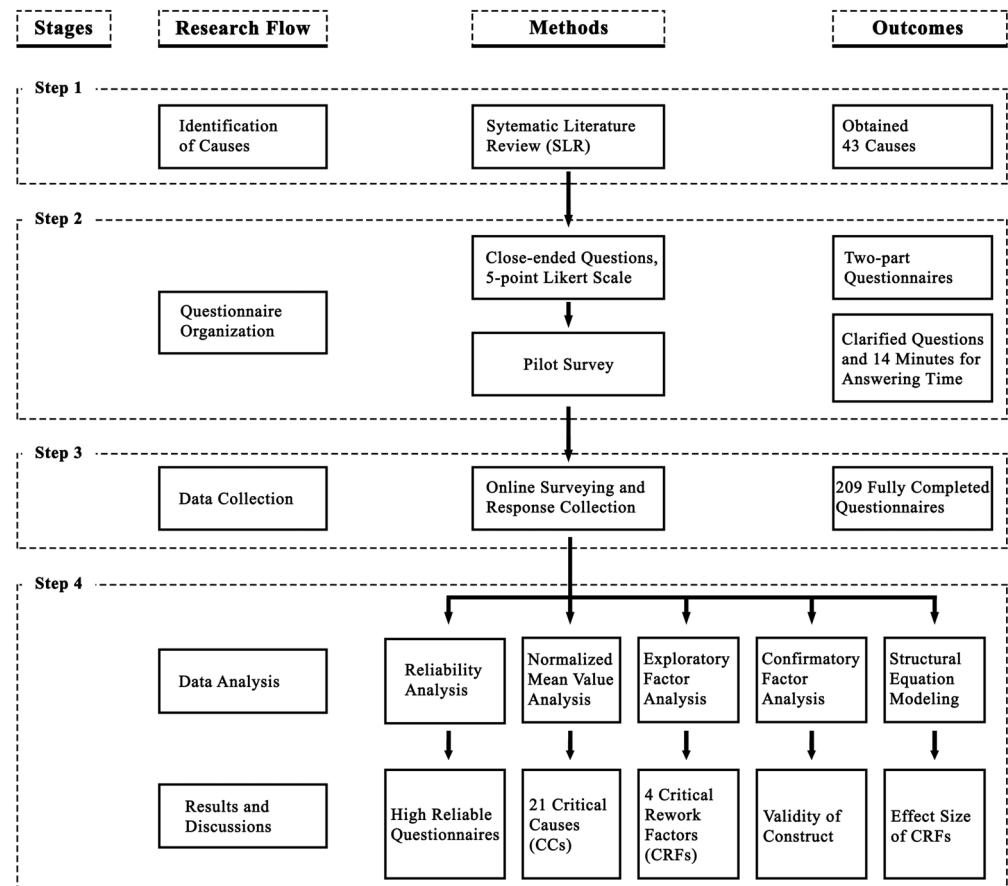 Stages
Research Flow
Methods
Outcomes
Step 1
Identification
of Causes
Sytematic Literature
Review (SLR)
Obtained
43 Causes
Step 2
Questionnaire
Organization
Close-ended Questions,
5-point Likert Scale
Two-part
Questionnaires
Pilot Survey
Clarified Questions
and 14 Minutes for
Answering Time
Step 3
Data Collection
Online Surveying and
Response Collection
209 Fully Completed
Questionnaires
Step 4
Data Analysis
Reliability
Analysis
Normalized
Mean Value
Analysis
Exploratory
Factor
Analysis
Confirmatory
Factor
Analysis
Structural
Equation
Modeling
Results and
Discussions
High Reliable
Questionnaires
21 Critical
Causes
(CCs)
4 Critical
Rework
Factors
(CRFs)
Validity of
Construct
Effect Size
of CRFs